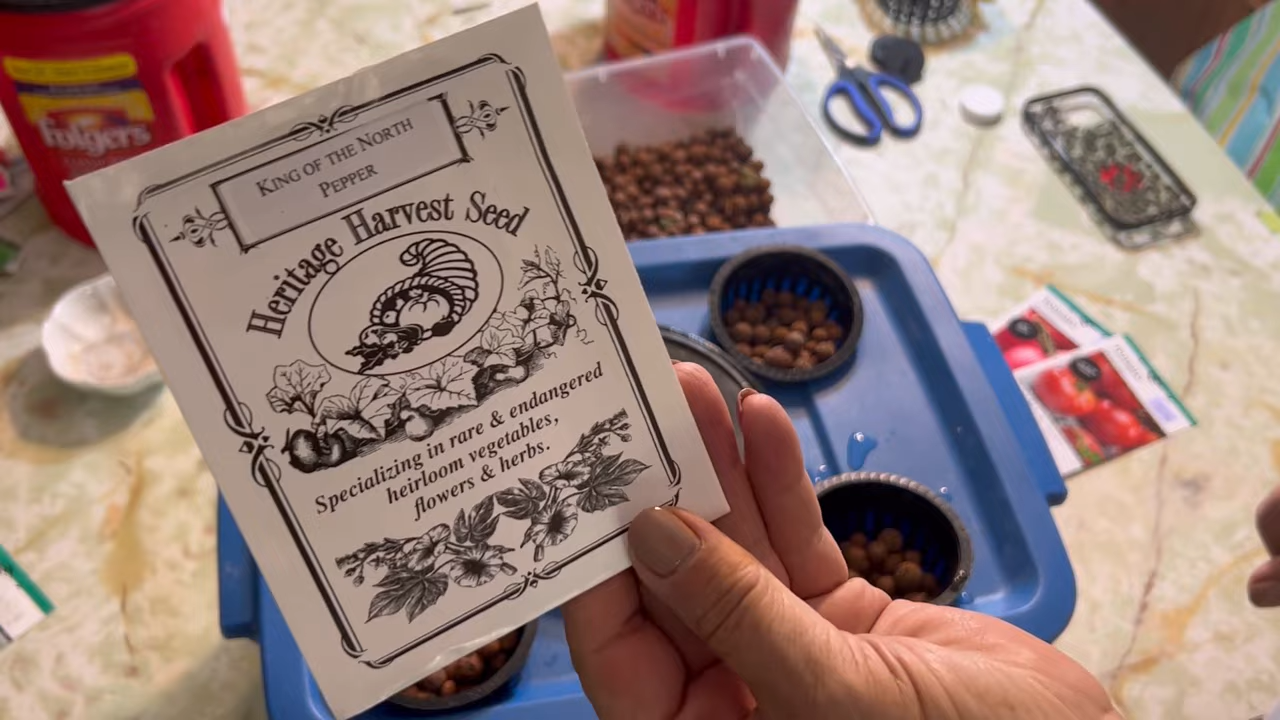 Folgers
KING OF THE NORTH
PEPPER
Heritage Harvest Seed
Specializing in rare & endangered
heirloom vegetables,
flowers & herbs.